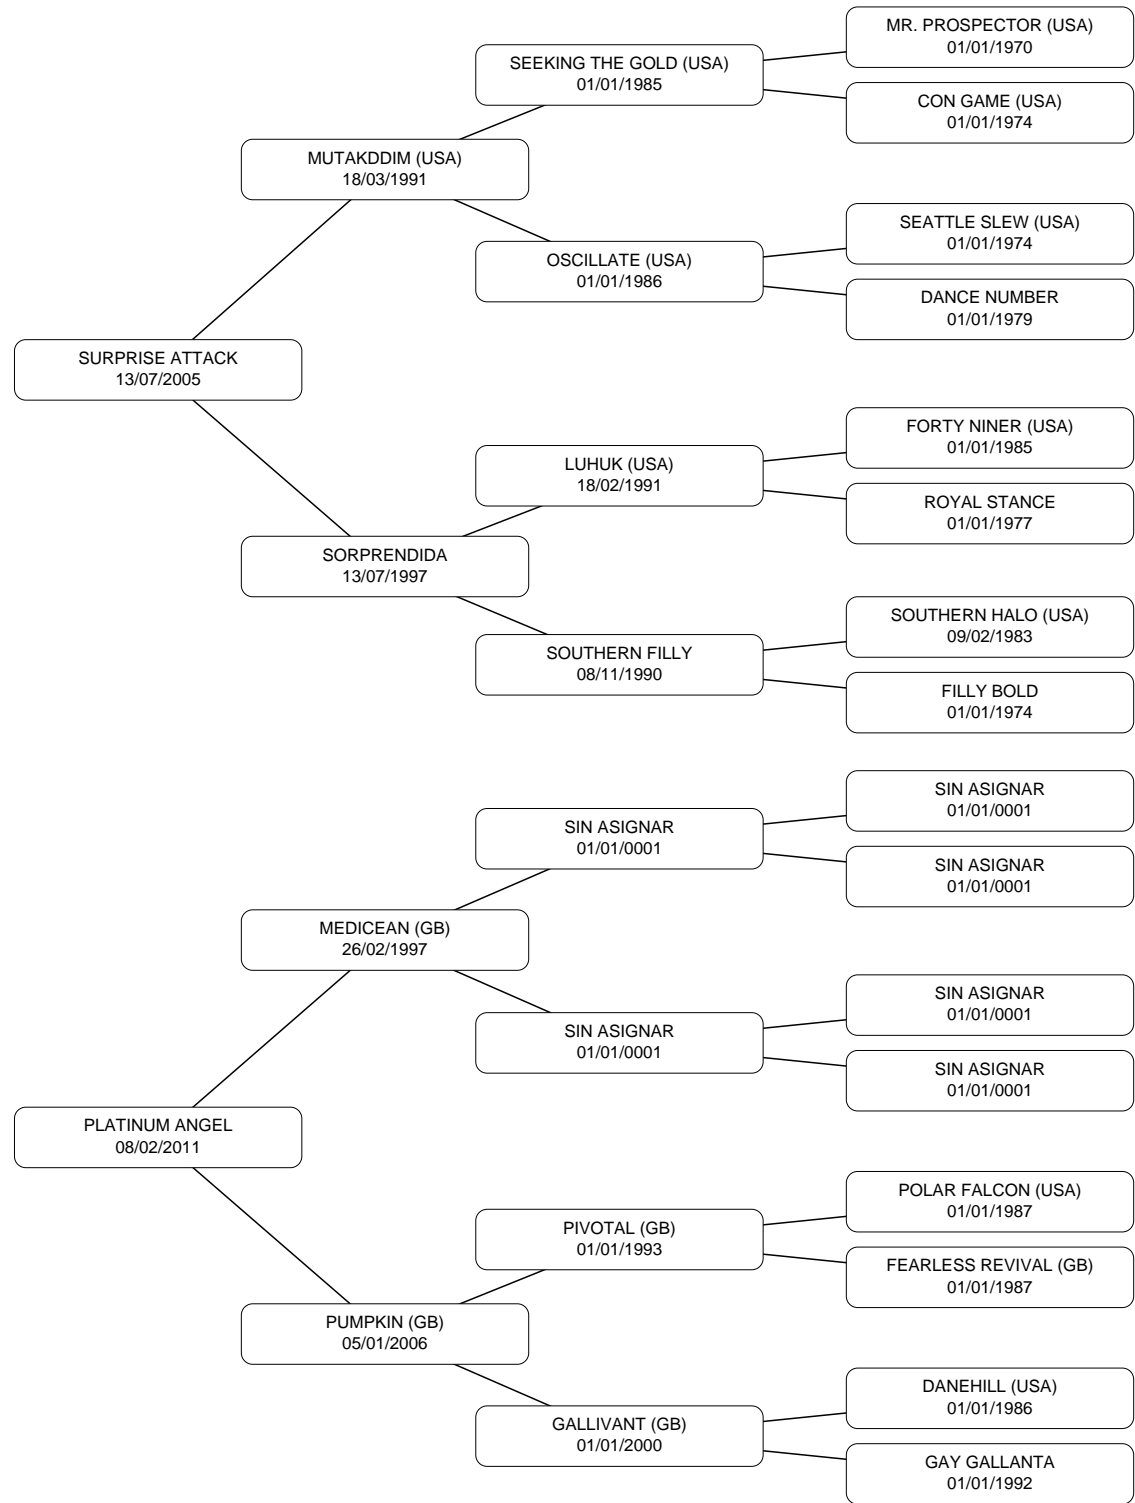 MR. PROSPECTOR (USA)
01/01/1970
SEEKING THE GOLD (USA)
01/01/1985
CON GAME (USA)
01/01/1974
MUTAKDDIM (USA)
18/03/1991
SEATTLE SLEW (USA)
01/01/1974
OSCILLATE (USA)
01/01/1986
DANCE NUMBER
01/01/1979
SURPRISE ATTACK
13/07/2005
FORTY NINER (USA)
01/01/1985
LUHUK (USA)
18/02/1991
ROYAL STANCE
01/01/1977
SORPRENDIDA
13/07/1997
SOUTHERN HALO (USA)
09/02/1983
SOUTHERN FILLY
08/11/1990
FILLY BOLD
01/01/1974
SIN ASIGNAR
01/01/0001
SIN ASIGNAR
01/01/0001
SIN ASIGNAR
01/01/0001
MEDICEAN (GB)
26/02/1997
SIN ASIGNAR
01/01/0001
SIN ASIGNAR
01/01/0001
SIN ASIGNAR
01/01/0001
PLATINUM ANGEL
08/02/2011
POLAR FALCON (USA)
01/01/1987
PIVOTAL (GB)
01/01/1993
FEARLESS REVIVAL (GB)
01/01/1987
PUMPKIN (GB)
05/01/2006
DANEHILL (USA)
01/01/1986
GALLIVANT (GB)
01/01/2000
GAY GALLANTA
01/01/1992